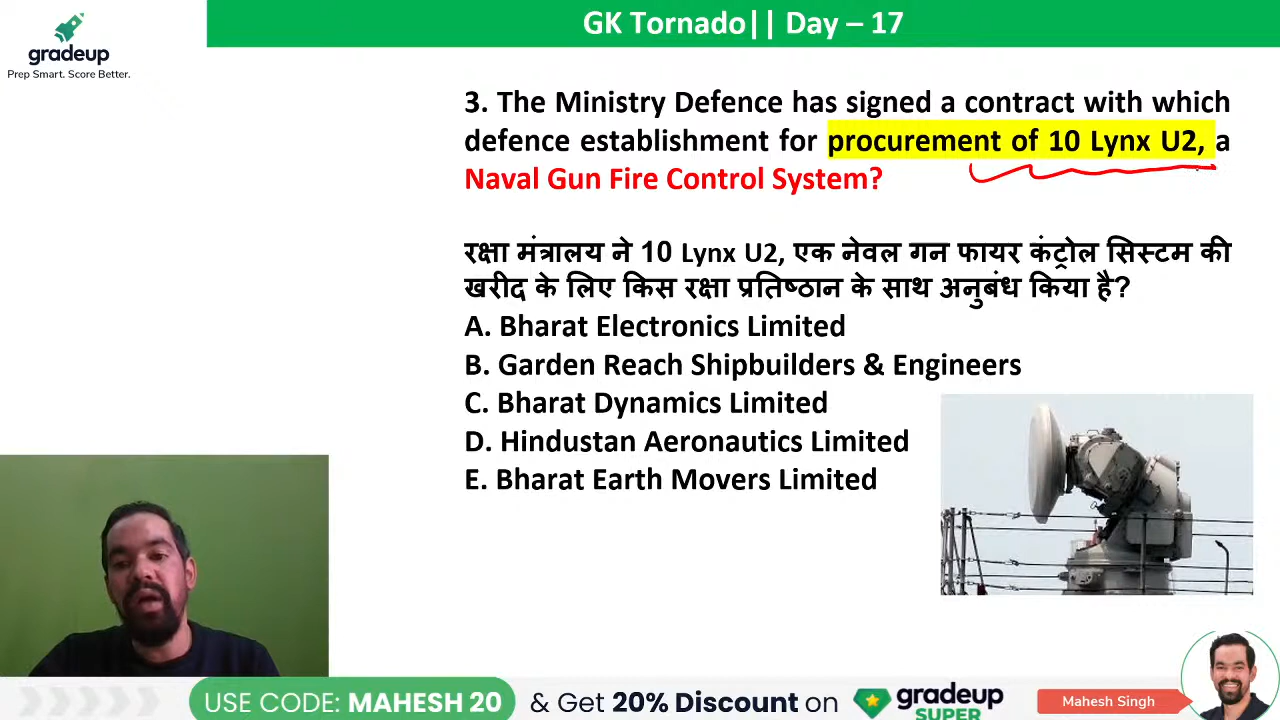 gradeup
Prep Smart. Score Better.
GK Tornado|| Day – 17
3. The Ministry Defence has signed a contract with which
defence establishment for procurement of 10 Lynx U2, a
Naval Gun Fire Control System?
रक्षा मंत्रालय ने 10 Lynx U2, एक नेवल गन फायर कंट्रोल सिस्टम की
खरीद के लिए किस रक्षा प्रतिष्ठान के साथ अनुबंध किया है?
A. Bharat Electronics Limited
B. Garden Reach Shipbuilders & Engineers
C. Bharat Dynamics Limited
D. Hindustan Aeronautics Limited
E. Bharat Earth Movers Limited
USE CODE: MAHESH 20 & Get 20% Discount on gradeup
SUPER
Mahesh Singh